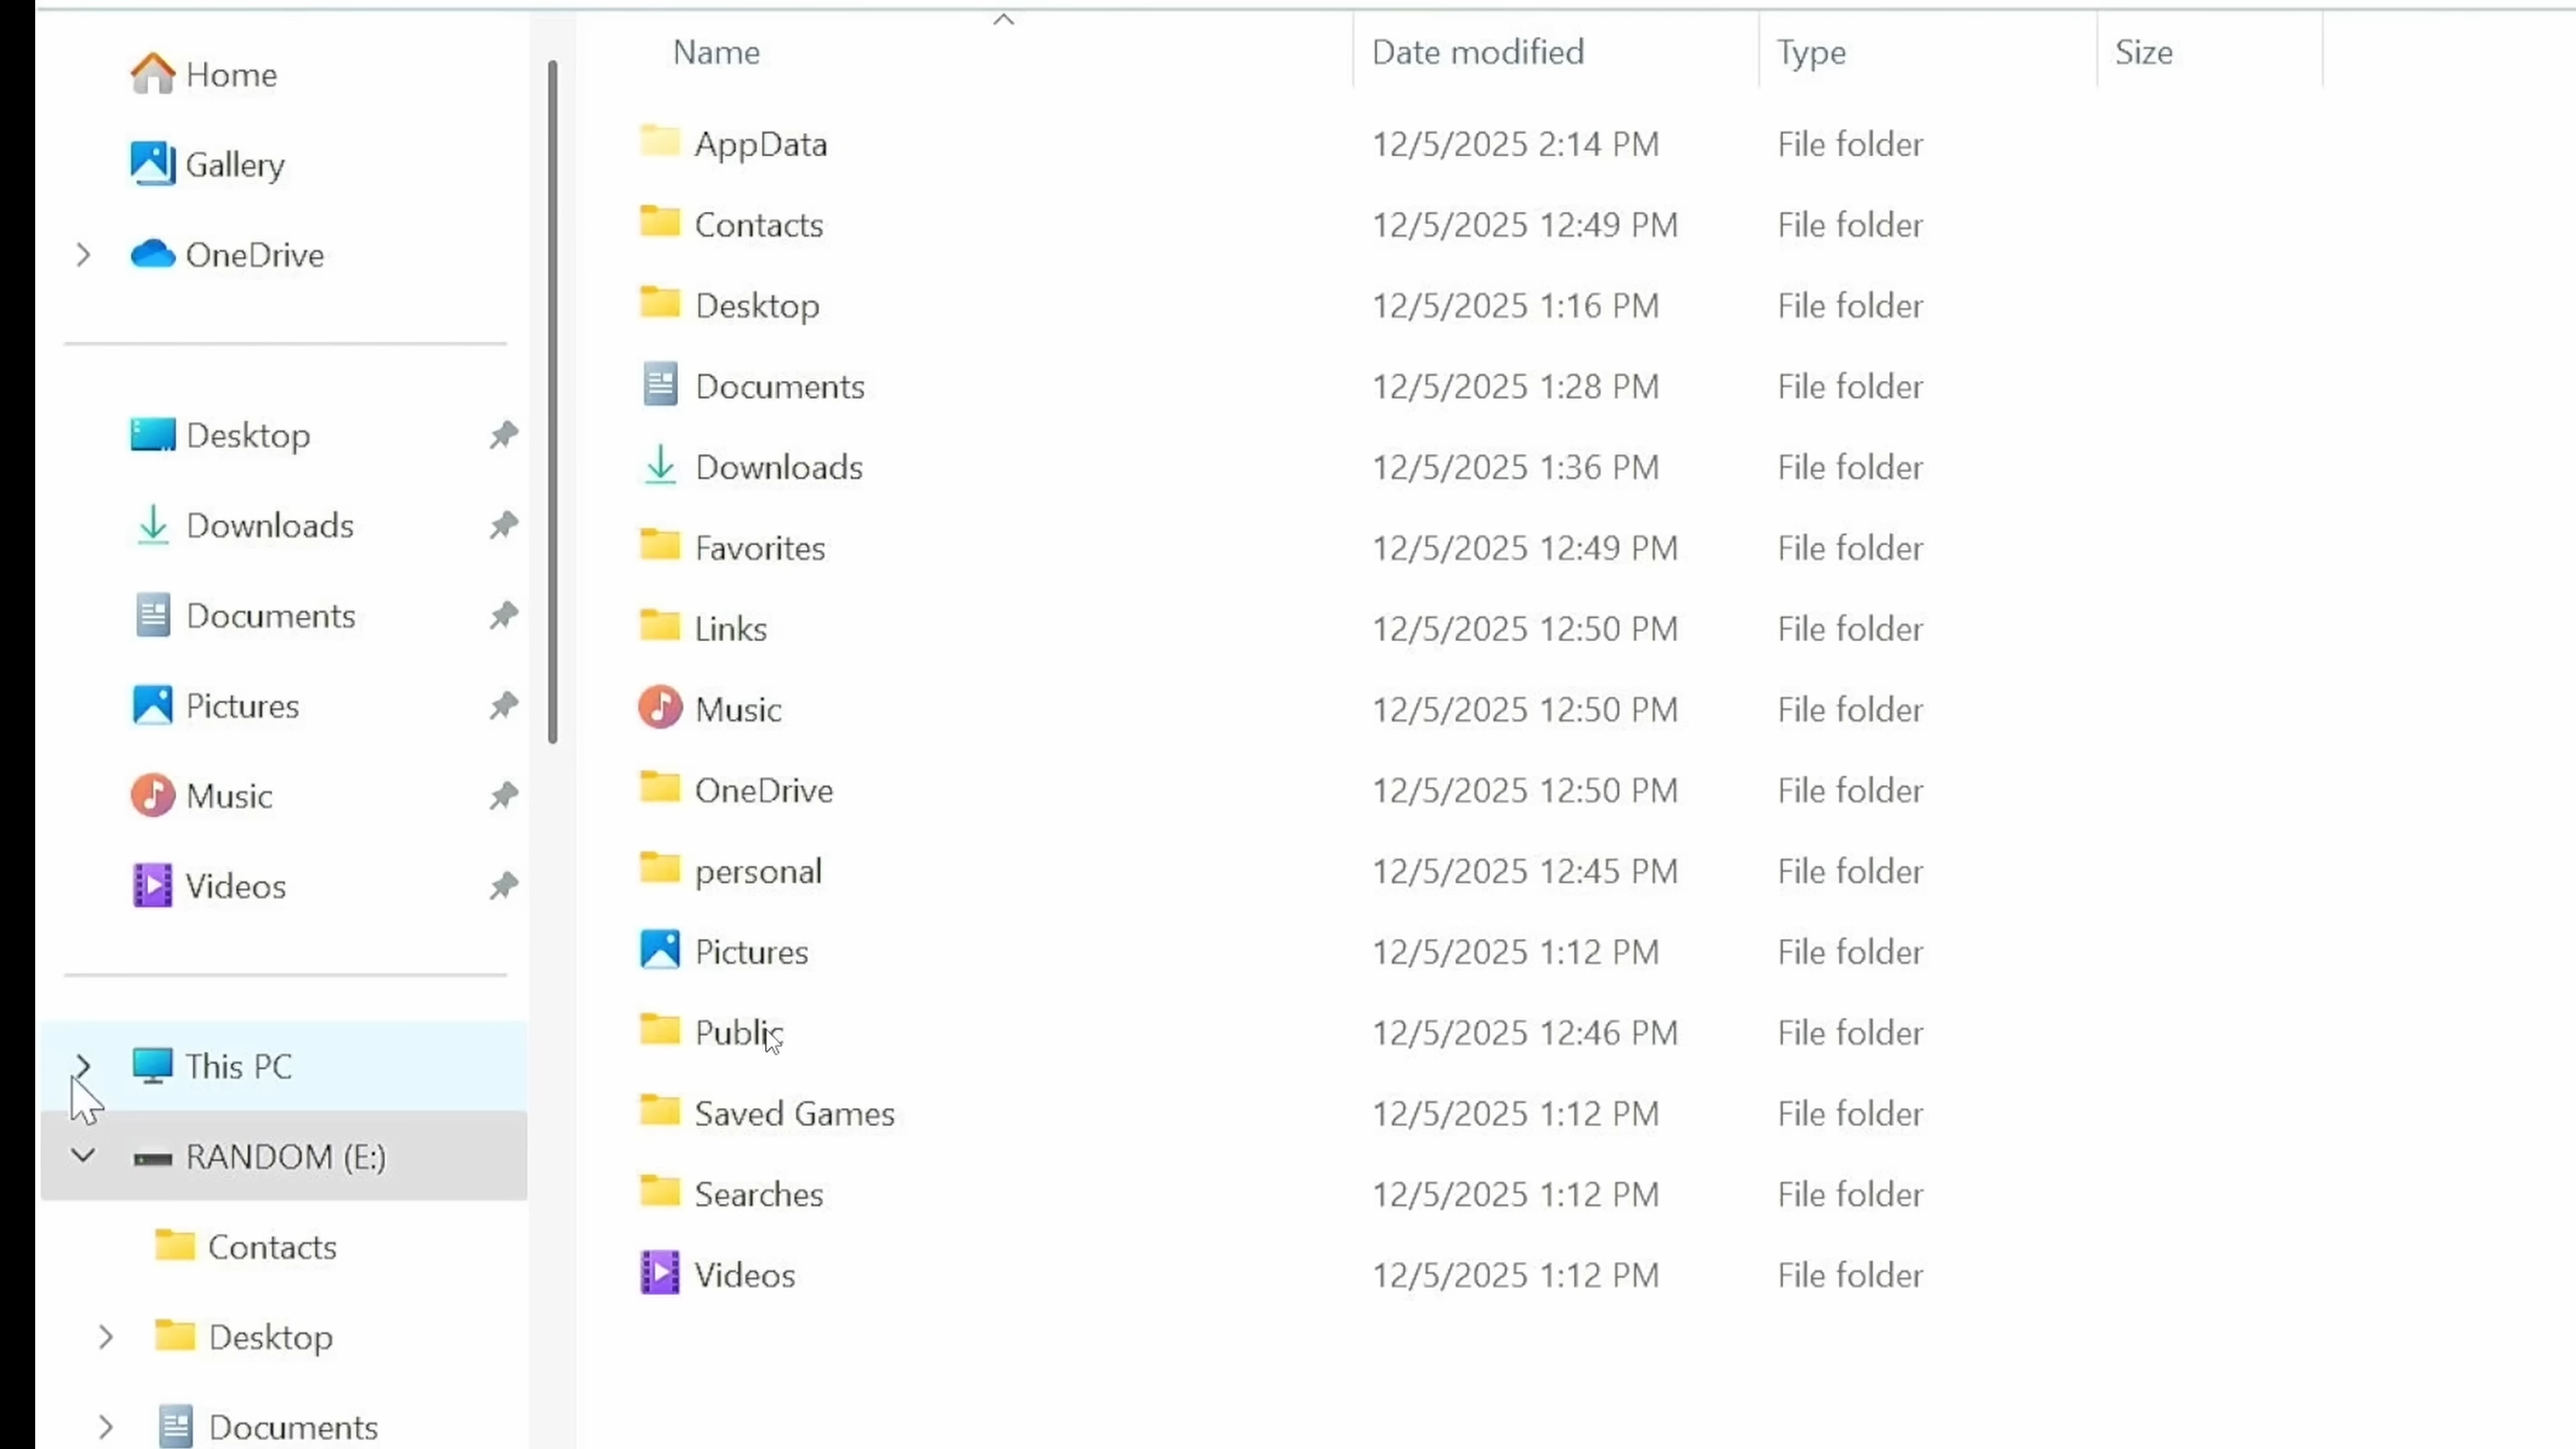 Home
Gallery
OneDrive
Desktop
Downloads
Documents
Pictures
Music
Videos
This PC
RANDOM (E:)
Contacts
Desktop
Documents
Name Date modified Type Size
AppData 12/5/2025 2:14 PM File folder
Contacts 12/5/2025 12:49 PM File folder
Desktop 12/5/2025 1:16 PM File folder
Documents 12/5/2025 1:28 PM File folder
Downloads 12/5/2025 1:36 PM File folder
Favorites 12/5/2025 12:49 PM File folder
Links 12/5/2025 12:50 PM File folder
Music 12/5/2025 12:50 PM File folder
OneDrive 12/5/2025 12:50 PM File folder
personal 12/5/2025 12:45 PM File folder
Pictures 12/5/2025 1:12 PM File folder
Public 12/5/2025 12:46 PM File folder
Saved Games 12/5/2025 1:12 PM File folder
Searches 12/5/2025 1:12 PM File folder
Videos 12/5/2025 1:12 PM File folder